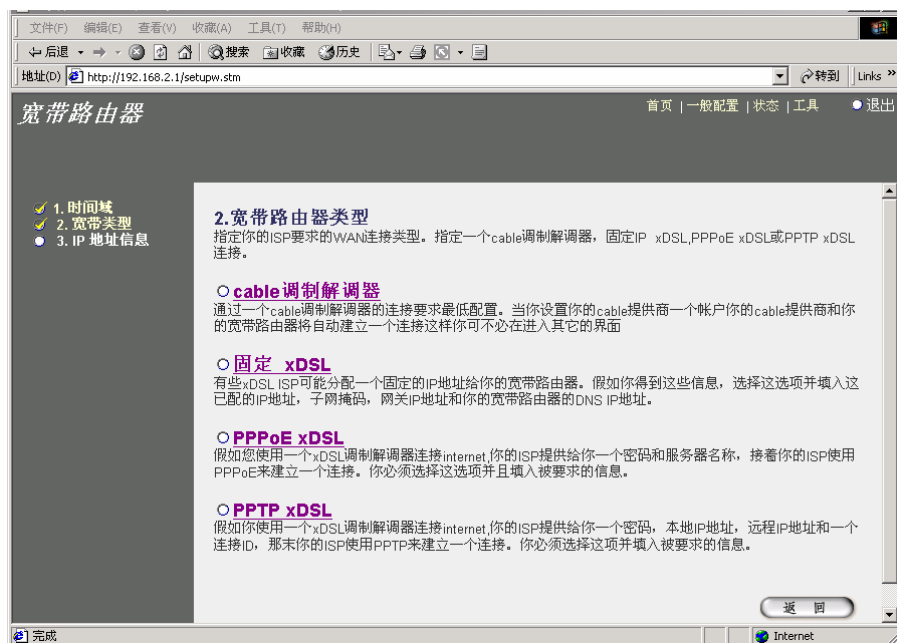 文件(F) 编辑(E) 查看(V) 收藏(A) 工具(T) 帮助(H)
后退 搜索 收藏 历史
地址(D) http://192.168.2.1/setupw.stm 转到 Links »
宽带路由器
首页 | 一般配置 | 状态 | 工具 退出
1. 时间域
2. 宽带类型
3. IP 地址信息
2.宽带路由器类型
指定你的ISP要求的WAN连接类型。指定一个cable调制解调器，固定IP xDSL,PPPoE xDSL或PPTP xDSL
连接。
cable调制解调器
通过一个cable调制解调器的连接要求最低配置。当你设置你的cable提供商一个帐户你的cable提供商和你
的宽带路由器将自动建立一个连接这样你可不必在进入其它的界面
固定 xDSL
有些xDSL ISP可能分配一个固定的IP地址给你的宽带路由器。假如你得到这些信息，选择这选项并填入这
已配的IP地址，子网掩码，网关IP地址和你的宽带路由器的DNS IP地址。
PPPoE xDSL
假如您使用一个xDSL调制解调器连接internet,你的ISP提供给你一个密码和服务器名称，接着你的ISP使用
PPPoE来建立一个连接。你必须选择这选项并且填入被要求的信息。
PPTP xDSL
假如你使用一个xDSL调制解调器连接internet,你的ISP提供给你一个密码，本地IP地址，远程IP地址和一个
连接ID，那末你的ISP使用PPTP来建立一个连接。你必须选择这项并填入被要求的信息。
返 回
完成 Internet